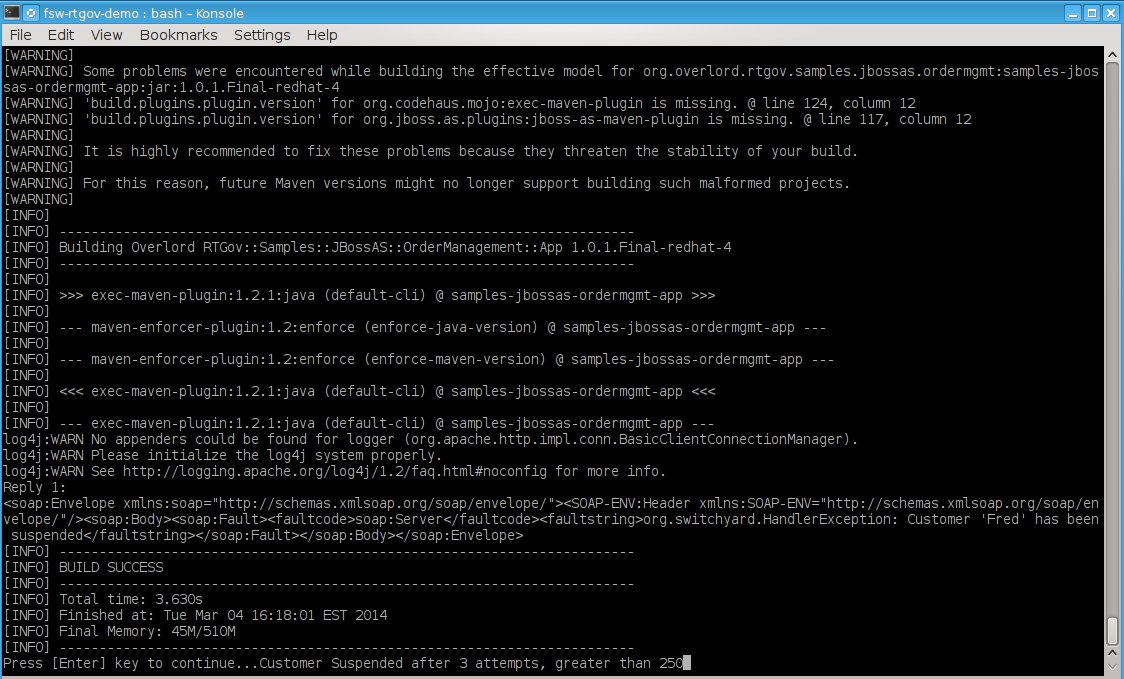 fsw-rtgov-demo : bash – Konsole
File Edit View Bookmarks Settings Help
[WARNING]
[WARNING] Some problems were encountered while building the effective model for org.overlord.rtgov.samples.jbossas.ordermgmt:samples-jbos
sas-ordermgmt-app:jar:1.0.1.Final-redhat-4
[WARNING] 'build.plugins.plugin.version' for org.codehaus.mojo:exec-maven-plugin is missing. @ line 124, column 12
[WARNING] 'build.plugins.plugin.version' for org.jboss.as.plugins:jboss-as-maven-plugin is missing. @ line 117, column 12
[WARNING]
[WARNING] It is highly recommended to fix these problems because they threaten the stability of your build.
[WARNING]
[WARNING] For this reason, future Maven versions might no longer support building such malformed projects.
[WARNING]
[INFO]
[INFO] ------------------------------------------------------------------------
[INFO] Building Overlord RTGov::Samples::JBossAS::OrderManagement::App 1.0.1.Final-redhat-4
[INFO] ------------------------------------------------------------------------
[INFO]
[INFO] >>> exec-maven-plugin:1.2.1:java (default-cli) @ samples-jbossas-ordermgmt-app >>>
[INFO]
[INFO] --- maven-enforcer-plugin:1.2:enforce (enforce-java-version) @ samples-jbossas-ordermgmt-app ---
[INFO]
[INFO] --- maven-enforcer-plugin:1.2:enforce (enforce-maven-version) @ samples-jbossas-ordermgmt-app ---
[INFO]
[INFO] <<< exec-maven-plugin:1.2.1:java (default-cli) @ samples-jbossas-ordermgmt-app <<<
[INFO]
[INFO] --- exec-maven-plugin:1.2.1:java (default-cli) @ samples-jbossas-ordermgmt-app ---
log4j:WARN No appenders could be found for logger (org.apache.http.impl.conn.BasicClientConnectionManager).
log4j:WARN Please initialize the log4j system properly.
log4j:WARN See http://logging.apache.org/log4j/1.2/faq.html#noconfig for more info.
Reply 1:
<soap:Envelope xmlns:soap="http://schemas.xmlsoap.org/soap/envelope/"><SOAP-ENV:Header xmlns:SOAP-ENV="http://schemas.xmlsoap.org/soap/en
velope/"/><soap:Body><soap:Fault><faultcode>soap:Server</faultcode><faultstring>org.switchyard.HandlerException: Customer 'Fred' has been
 suspended</faultstring></soap:Fault></soap:Body></soap:Envelope>
[INFO] ------------------------------------------------------------------------
[INFO] BUILD SUCCESS
[INFO] ------------------------------------------------------------------------
[INFO] Total time: 3.630s
[INFO] Finished at: Tue Mar 04 16:18:01 EST 2014
[INFO] Final Memory: 45M/510M
[INFO] ------------------------------------------------------------------------
Press [Enter] key to continue...Customer Suspended after 3 attempts, greater than 250